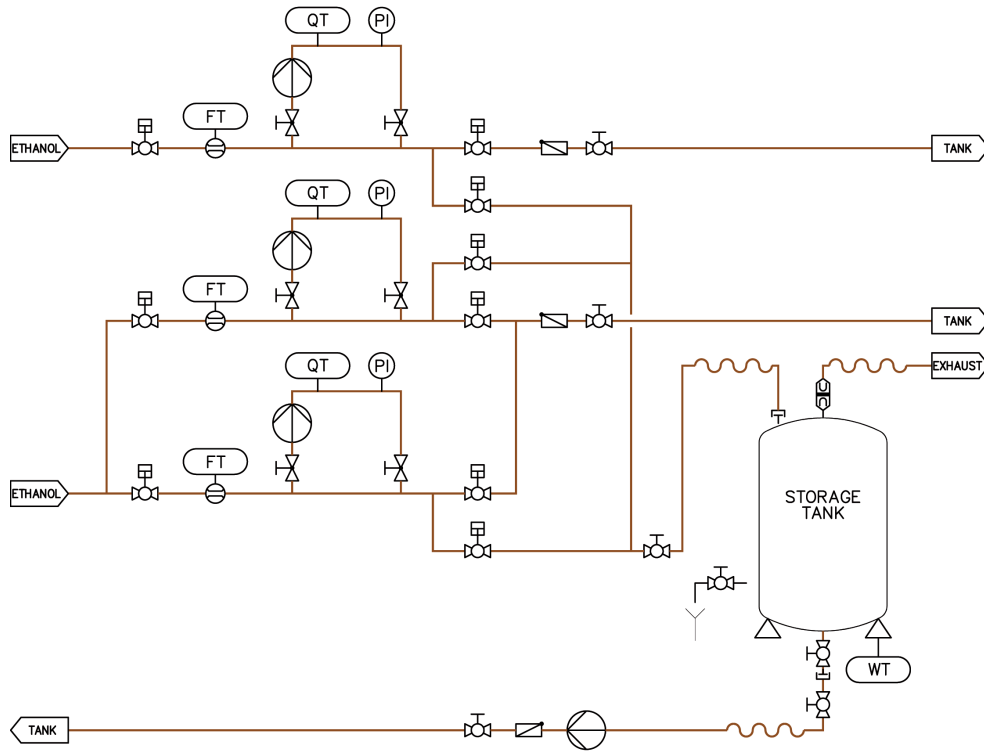 QT
PI
FT
ETHANOL
TANK
QT
PI
FT
TANK
QT
PI
EXHAUST
FT
ETHANOL
STORAGE
TANK
WT
TANK